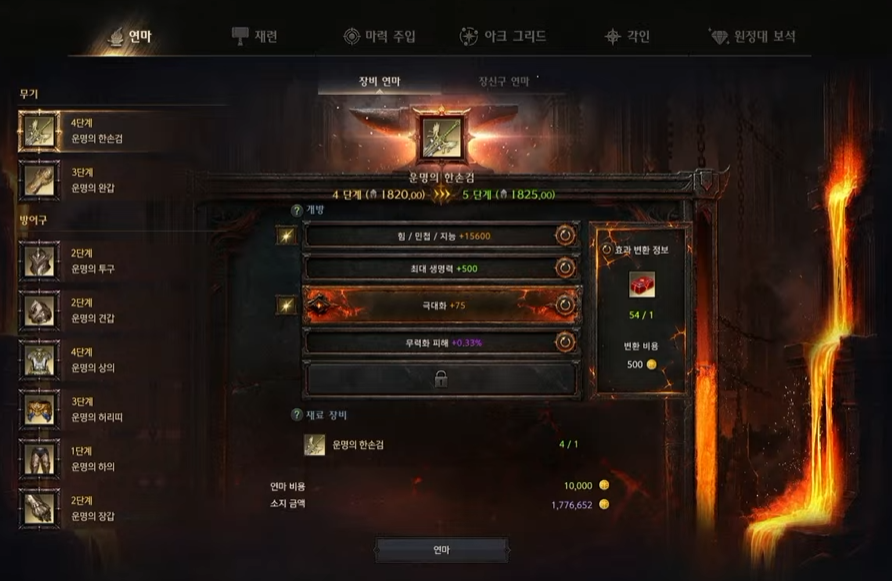 연마 재련 마력 주입 아크 그리드 각인 원정대 보석
장비 연마 장신구 연마
무기
4단계
운명의 한손검
3단계
운명의 완갑
방어구
2단계
운명의 투구
2단계
운명의 견갑
4단계
운명의 상의
3단계
운명의 허리띠
1단계
운명의 하의
2단계
운명의 장갑
운명의 한손검
4 단계 (1820.00) 5 단계 (1825.00)
? 개방
힘 / 민첩 / 지능 +15600
최대 생명력 +500
극대화 +75
무력화 피해 +0.33%
효과 변환 정보
54 / 1
변환 비용
500
? 재료 장비
운명의 한손검 4 / 1
연마 비용 10,000
소지 금액 1,776,652
연마